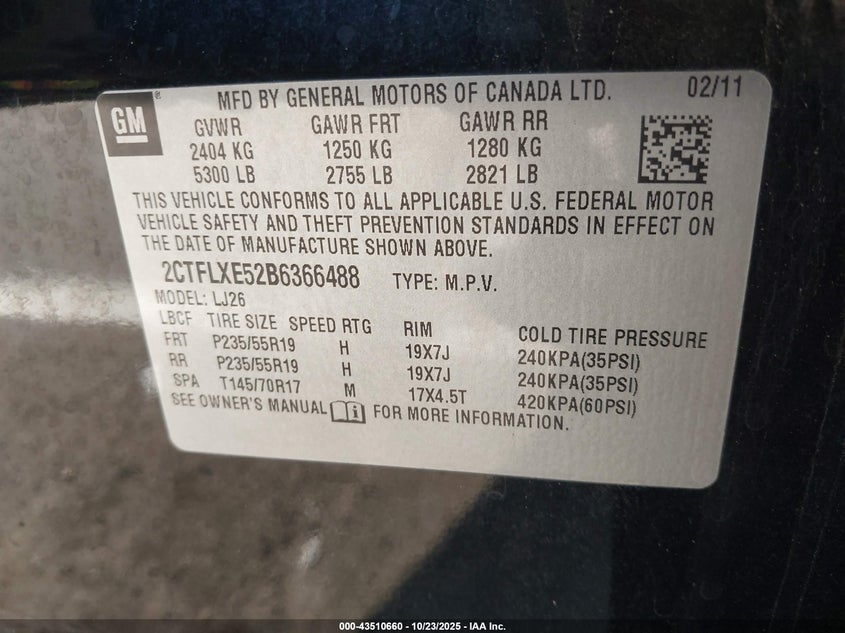 GM
MFD BY GENERAL MOTORS OF CANADA LTD. 02/11
GVWR GAWR FRT GAWR RR
2404 KG 1250 KG 1280 KG
5300 LB 2755 LB 2821 LB
THIS VEHICLE CONFORMS TO ALL APPLICABLE U.S. FEDERAL MOTOR
VEHICLE SAFETY AND THEFT PREVENTION STANDARDS IN EFFECT ON
THE DATE OF MANUFACTURE SHOWN ABOVE.
2CTFLXE52B6366488 TYPE: M.P.V.
MODEL: LJ26
LBCF TIRE SIZE SPEED RTG RIM COLD TIRE PRESSURE
FRT P235/55R19 H 19X7J 240KPA(35PSI)
RR P235/55R19 H 19X7J 240KPA(35PSI)
SPA T145/70R17 M 17X4.5T 420KPA(60PSI)
SEE OWNER'S MANUAL i FOR MORE INFORMATION.
000-43510660 - 10/23/2025 - IAA Inc.